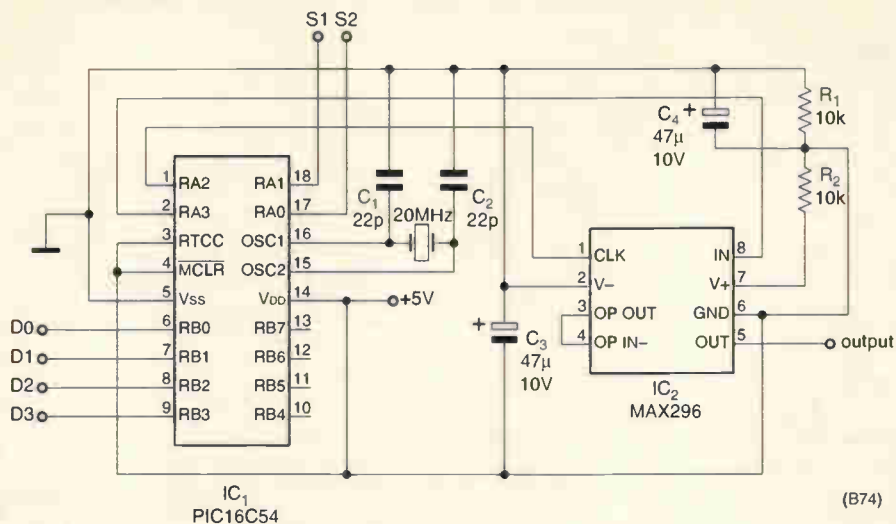 S1 S2
R1
10k
C4 +
47µ
10V
R2
10k
C1
22p
C2
22p
20MHz
1 RA2 RA1 18
2 RA3 RA0 17
3 RTCC OSC1 16
4 MCLR OSC2 15
5 VSS VDD 14
+5V
D0 6 RB0 RB7 13
D1 7 RB1 RB6 12
D2 8 RB2 RB5 11
D3 9 RB3 RB4 10
IC1
PIC16C54
+
C3
47µ
10V
1 CLK IN 8
2 V– V+ 7
3 OP OUT GND 6
4 OP IN– OUT 5
output
IC2
MAX296
(B74)